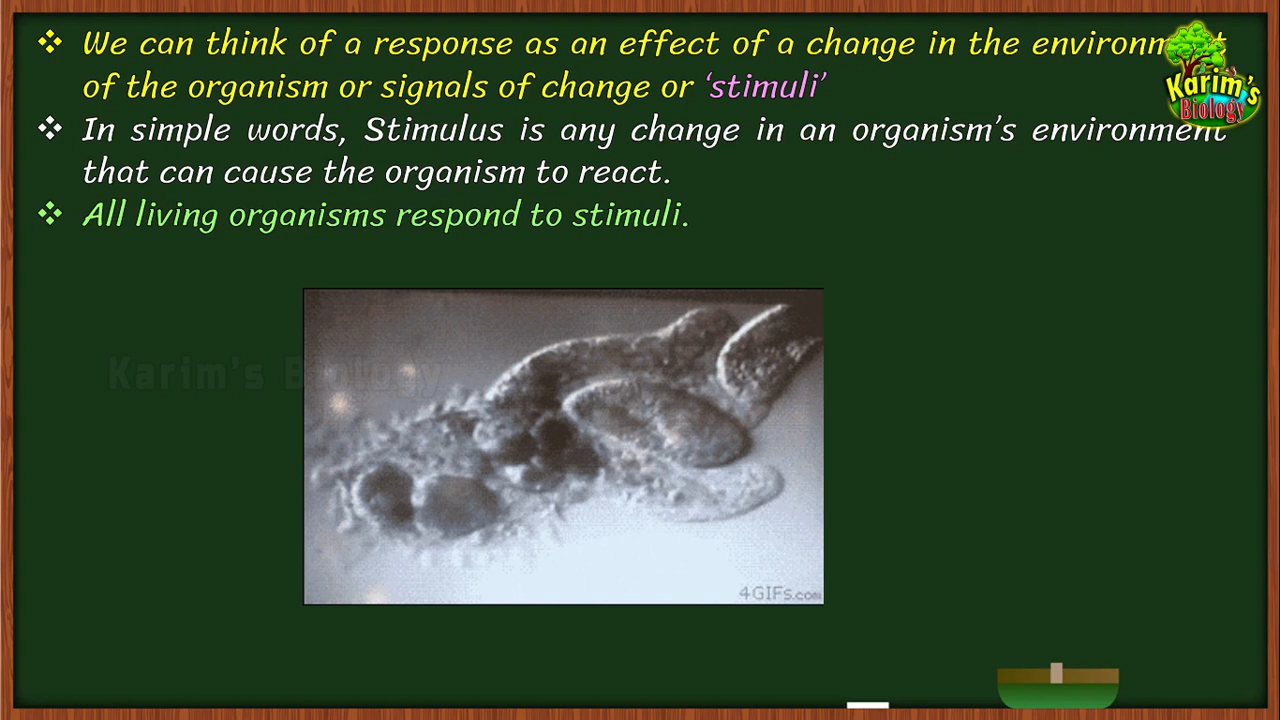 ❖ We can think of a response as an effect of a change in the environment
of the organism or signals of change or ‘stimuli’
❖ In simple words, Stimulus is any change in an organism’s environment
that can cause the organism to react.
❖ All living organisms respond to stimuli.
Karim’s
Biology
Karim's Biology
4GIFs.com